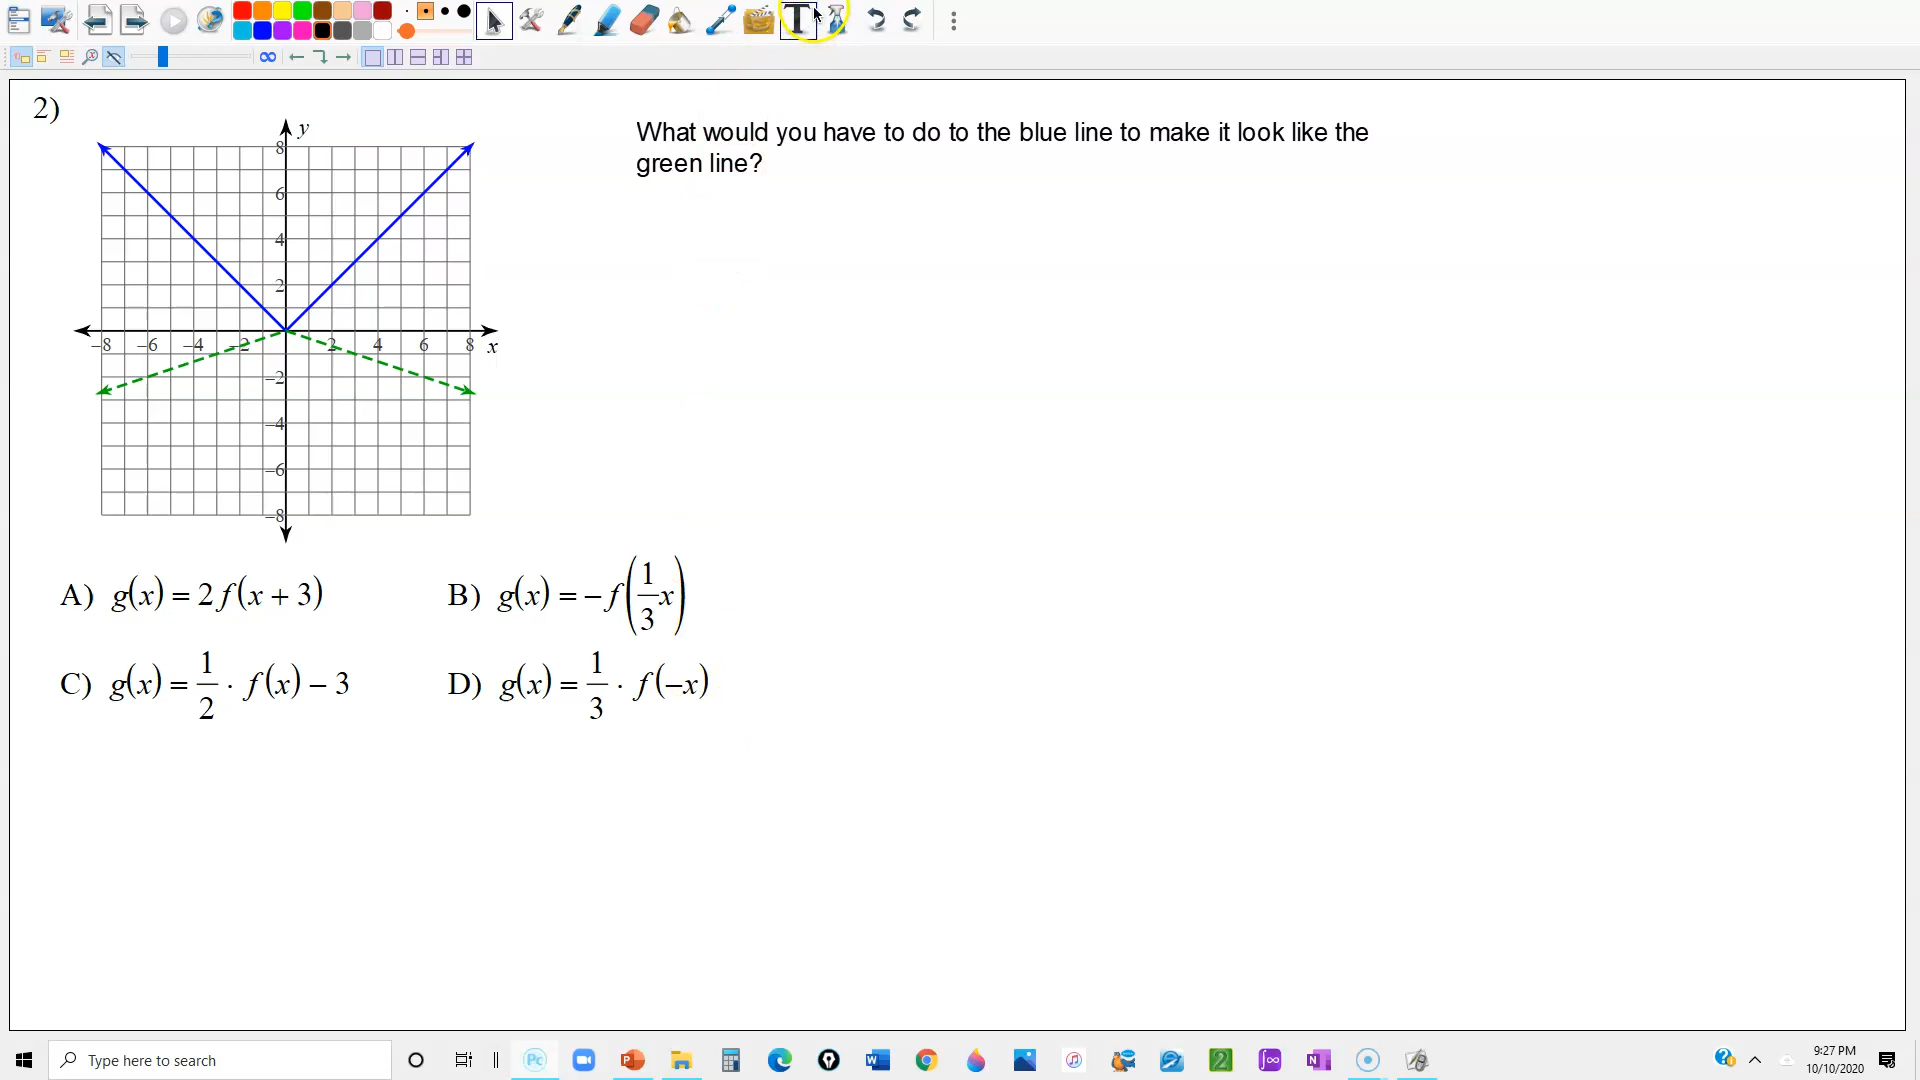 2)
What would you have to do to the blue line to make it look like the
green line?
y
8
6
4
2
−8 −6 −4 −2 2 4 6 8 x
−2
−4
−6
−8
A) g(x) = 2f(x + 3)
B) g(x) = −f(1/3 x)
C) g(x) = 1/2 · f(x) − 3
D) g(x) = 1/3 · f(−x)
Type here to search
9:27 PM
10/10/2020